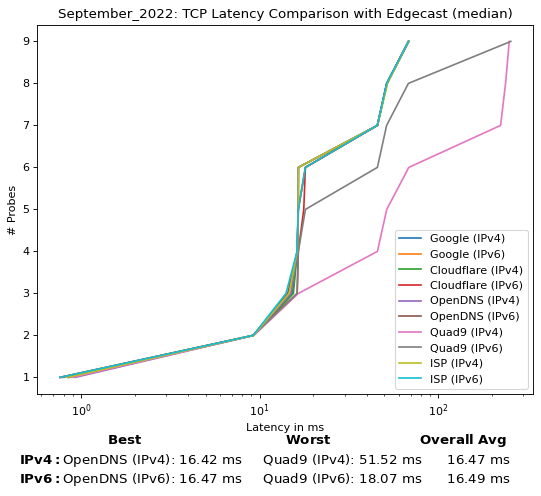 September_2022: TCP Latency Comparison with Edgecast (median)
9
8
7
6
5
4
3
2
1
# Probes
Google (IPv4)
Google (IPv6)
Cloudflare (IPv4)
Cloudflare (IPv6)
OpenDNS (IPv4)
OpenDNS (IPv6)
Quad9 (IPv4)
Quad9 (IPv6)
ISP (IPv4)
ISP (IPv6)
10⁰ 10¹ 10²
Latency in ms
Best Worst Overall Avg
IPv4: OpenDNS (IPv4): 16.42 ms Quad9 (IPv4): 51.52 ms 16.47 ms
IPv6: OpenDNS (IPv6): 16.47 ms Quad9 (IPv6): 18.07 ms 16.49 ms